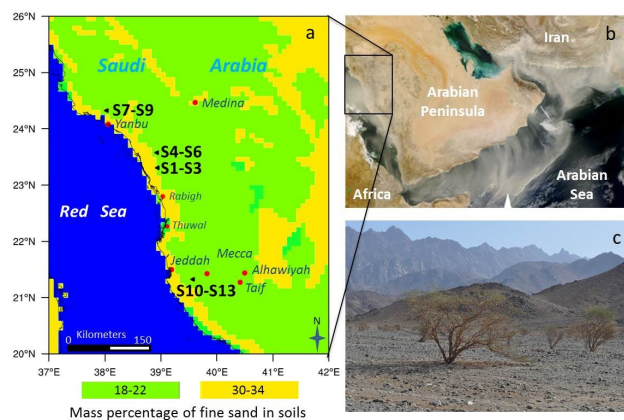 26°N
a
Saudi Arabia
25°N
Medina
S7-S9
Yanbu
24°N
S4-S6
S1-S3
23°N
Rabigh
Red Sea
Thuwal
22°N
Mecca
Jeddah
Alhawiyah
S10-S13
Taif
21°N
Kilometers
0 150
N
20°N
37°E 38°E 39°E 40°E 41°E 42°E
18-22 30-34
Mass percentage of fine sand in soils
b
Iran
Arabian
Peninsula
Arabian
Sea
Africa
c